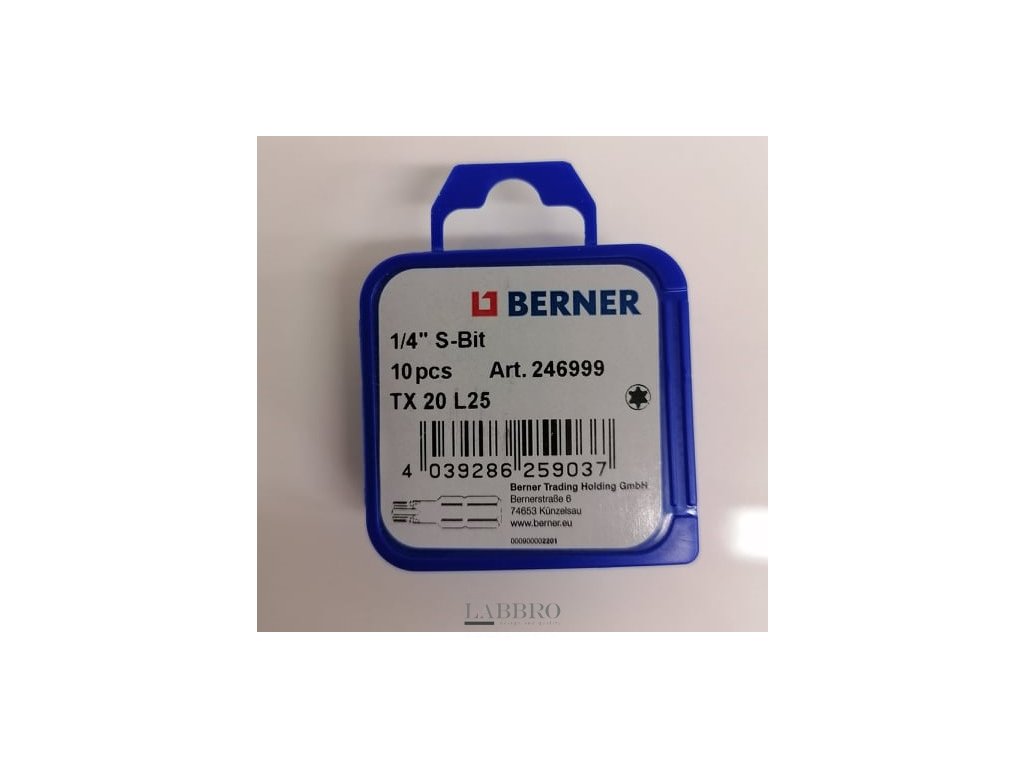 BERNER
1/4" S-Bit
10 pcs Art. 246999
TX 20 L25
4 039286 259037
Berner Trading Holding GmbH
Bernerstraße 6
74653 Künzelsau
www.berner.eu
000900002201
LABBRO